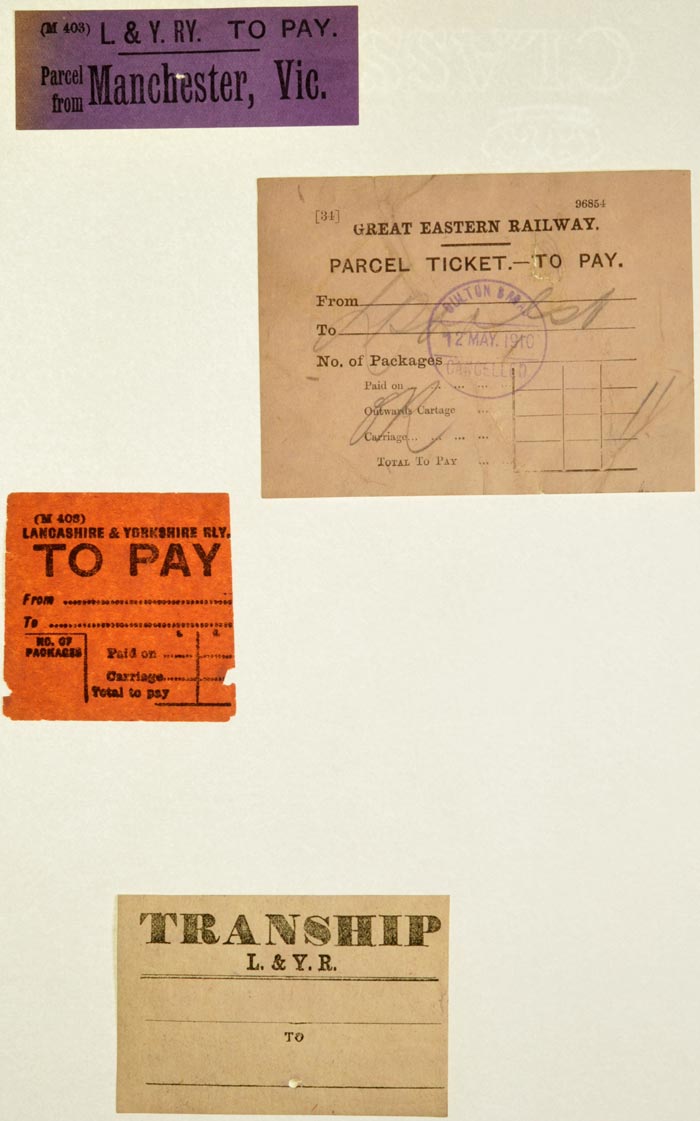 (M 403) L. & Y. RY. TO PAY.
Parcel from Manchester, Vic.
[34] 96854
GREAT EASTERN RAILWAY.
PARCEL TICKET.—TO PAY.
From
To
No. of Packages
12 MAY. 1910
CANCELLED
Paid on
Outwards Cartage
Carriage
TOTAL TO PAY
(M 403)
LANCASHIRE & YORKSHIRE RLY.
TO PAY
From
To
NO. OF PACKAGES
s. d.
Paid on
Carriage
Total to pay
TRANSHIP
L. & Y. R.
TO